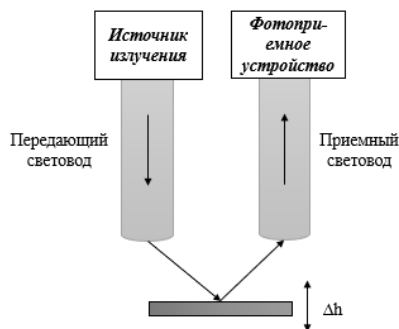 Источник
излучения
Фотопри-
емное
устройство
Передающий
световод
Приемный
световод
Δh